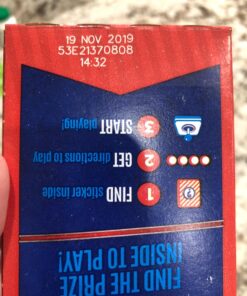 19 NOV 2019
53E21370808
14:32
FIND THE PRIZE
INSIDE TO PLAY!
1 FIND sticker inside
2 GET directions to play
3 START playing!